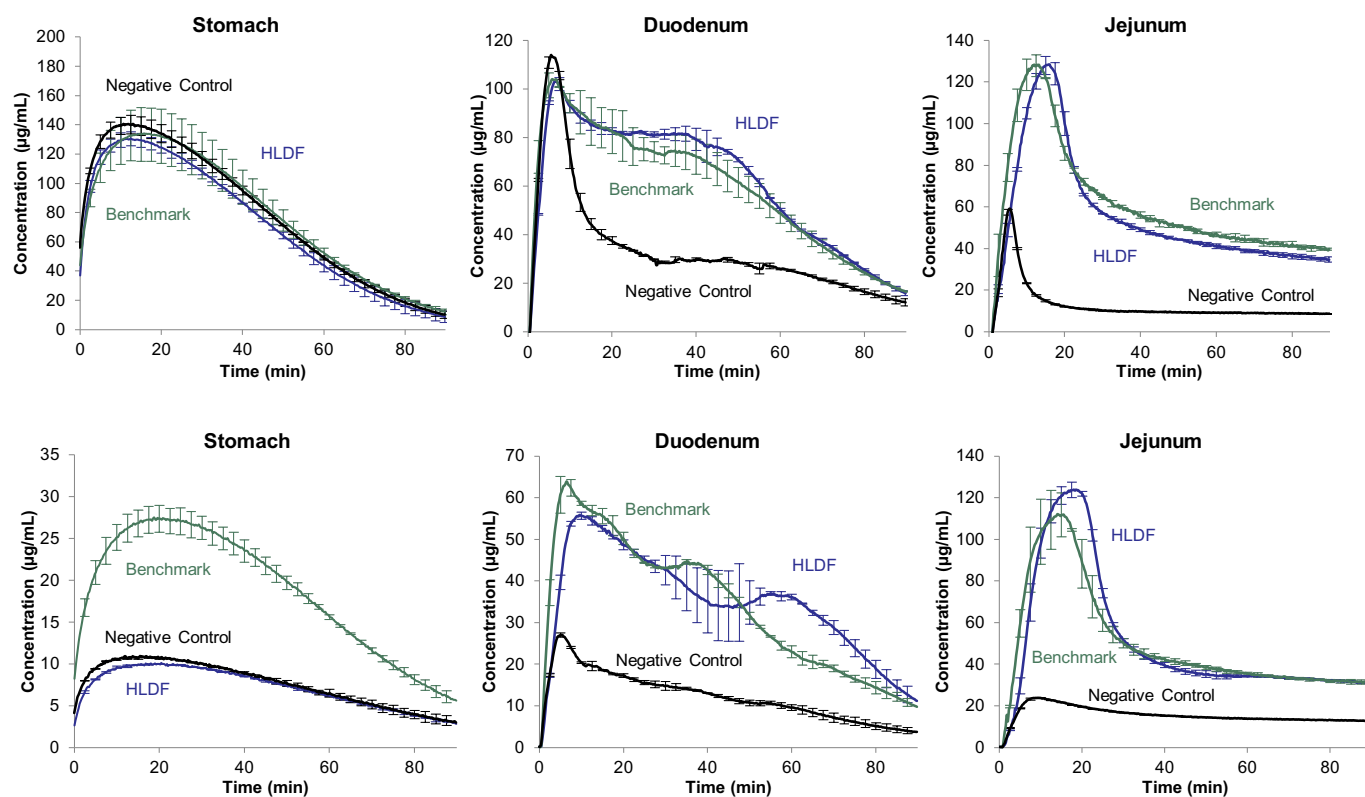 Stomach
Concentration (µg/mL)
200
180
160
140
120
100
80
60
40
20
0
0 20 40 60 80
Time (min)
Negative Control
HLDF
Benchmark
Duodenum
Concentration (µg/mL)
120
100
80
60
40
20
0
0 20 40 60 80
Time (min)
HLDF
Benchmark
Negative Control
Jejunum
Concentration (µg/mL)
140
120
100
80
60
40
20
0
0 20 40 60 80
Time (min)
Benchmark
HLDF
Negative Control
Stomach
Concentration (µg/mL)
35
30
25
20
15
10
5
0
0 20 40 60 80
Time (min)
Benchmark
Negative Control
HLDF
Duodenum
Concentration (µg/mL)
70
60
50
40
30
20
10
0
0 20 40 60 80
Time (min)
Benchmark
HLDF
Negative Control
Jejunum
Concentration (µg/mL)
140
120
100
80
60
40
20
0
0 20 40 60 80
Time (min)
HLDF
Benchmark
Negative Control